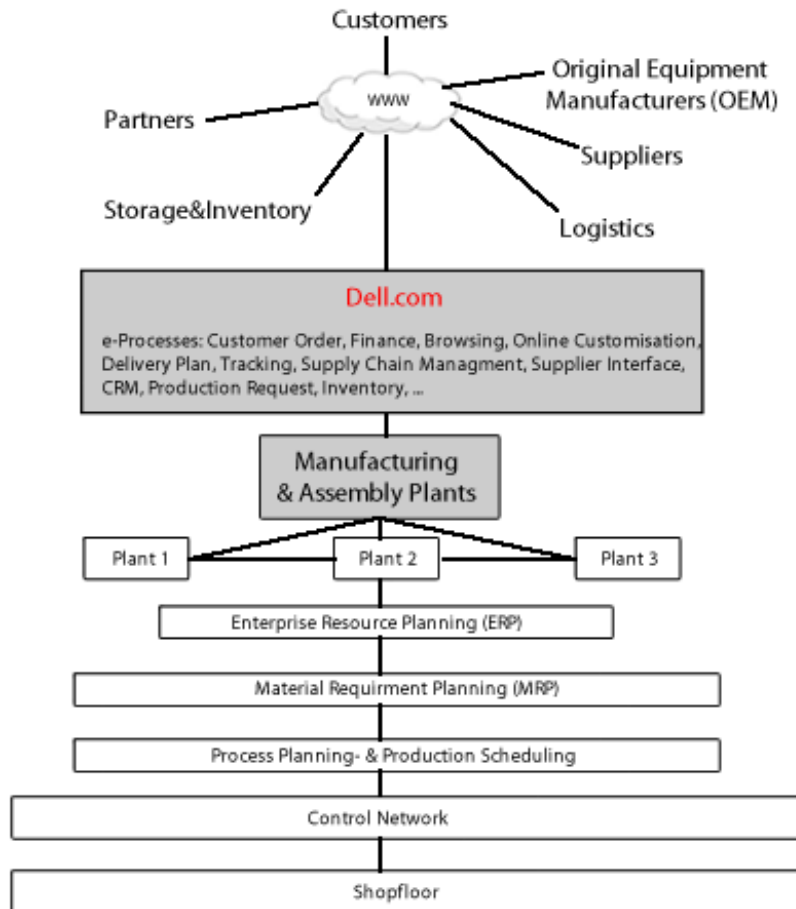 Customers
www
Original Equipment
Manufacturers (OEM)
Partners
Suppliers
Storage&Inventory
Logistics
Dell.com
e-Processes: Customer Order, Finance, Browsing, Online Customisation,
Delivery Plan, Tracking, Supply Chain Managment, Supplier Interface,
CRM, Production Request, Inventory, ...
Manufacturing
& Assembly Plants
Plant 1
Plant 2
Plant 3
Enterprise Resource Planning (ERP)
Material Requirment Planning (MRP)
Process Planning- & Production Scheduling
Control Network
Shopfloor